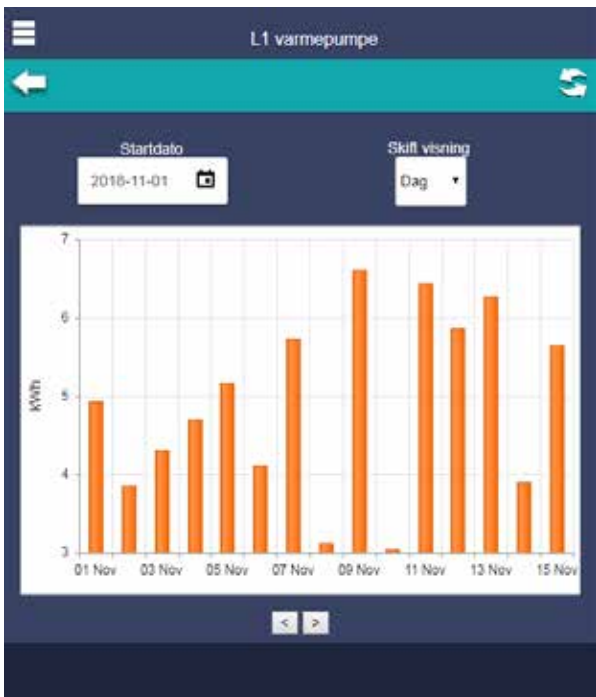 L1 varmepumpe
Startdato
Skift visning
2018-11-01
Dag
7
6
5
4
3
kWh
01 Nov 03 Nov 05 Nov 07 Nov 09 Nov 11 Nov 13 Nov 15 Nov
< >